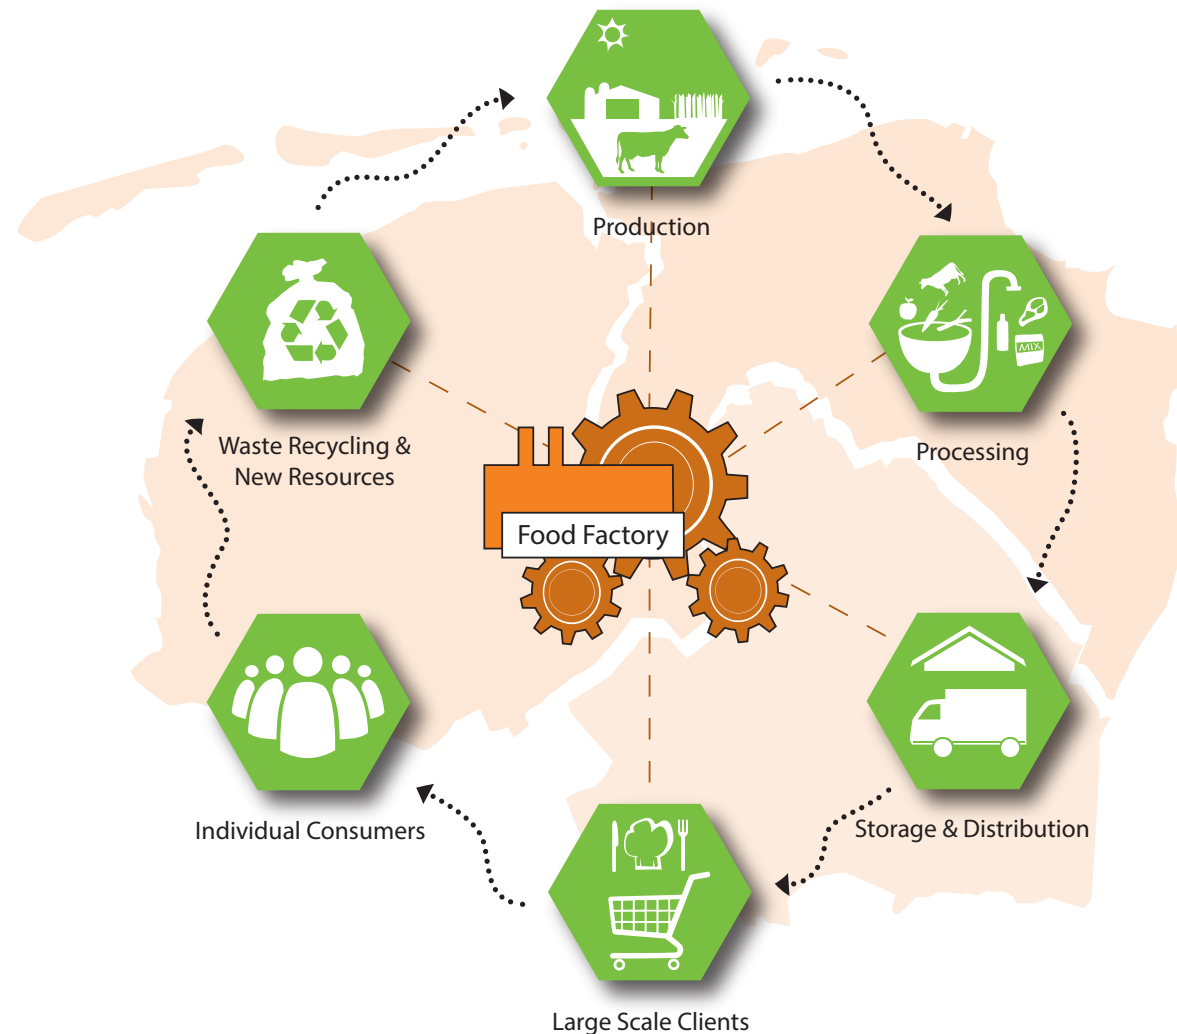 Production
Waste Recycling &
New Resources
Processing
MIX
Food Factory
Individual Consumers
Storage & Distribution
Large Scale Clients